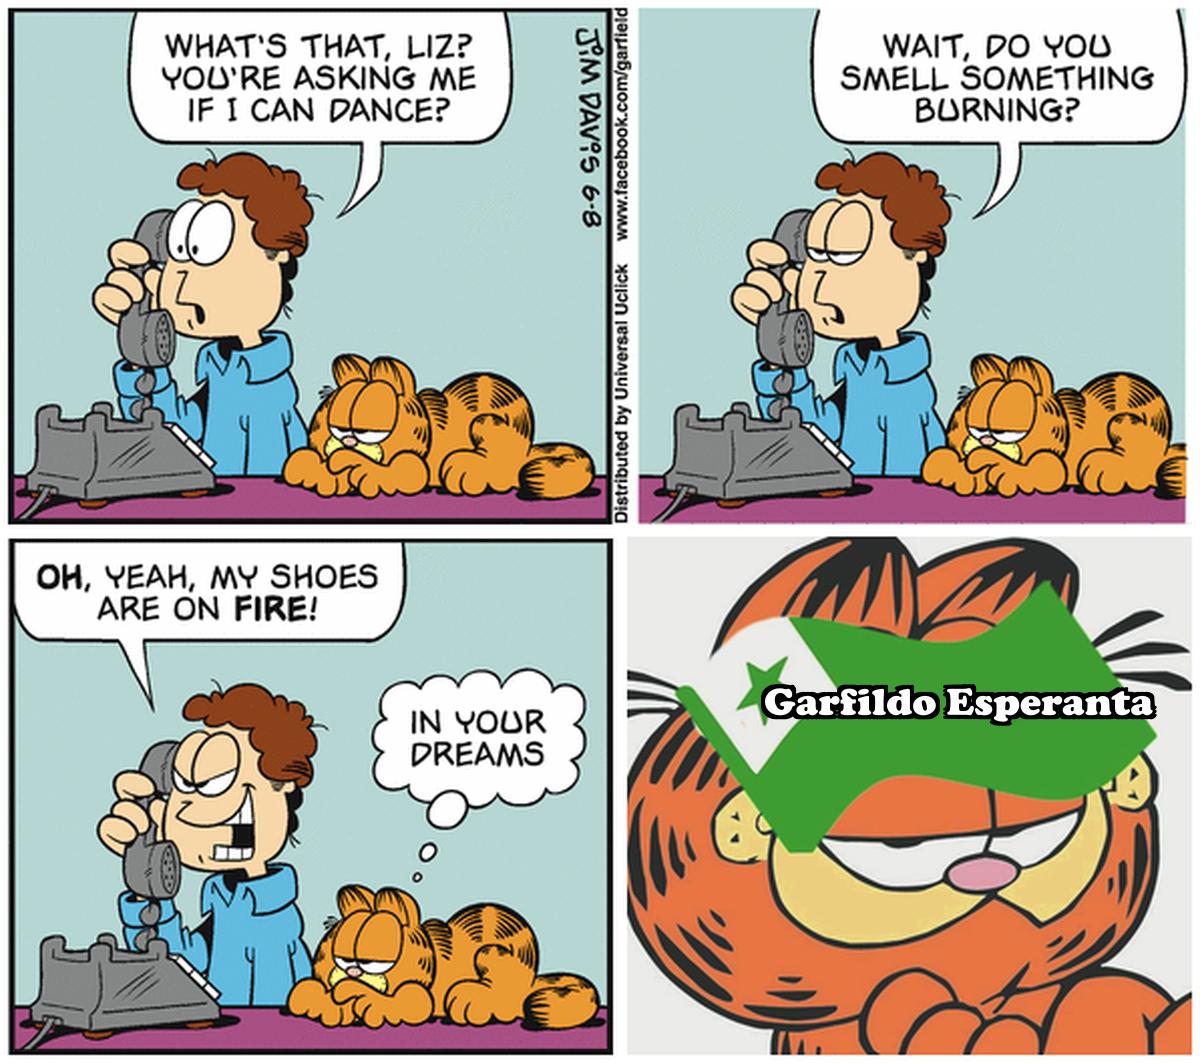 WHAT'S THAT, LIZ?
YOU'RE ASKING ME
IF I CAN DANCE?
JIM DAVIS 6-8
Distributed by Universal Uclick www.facebook.com/garfield
WAIT, DO YOU
SMELL SOMETHING
BURNING?
OH, YEAH, MY SHOES
ARE ON FIRE!
IN YOUR
DREAMS
Garfildo Esperanta